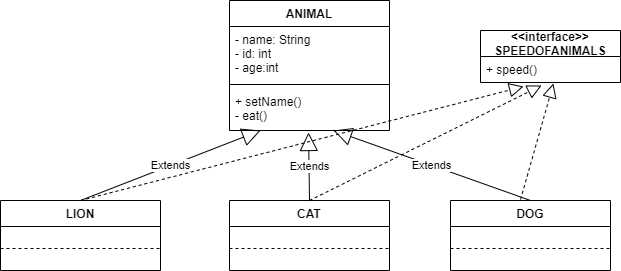 ANIMAL
- name: String
- id: int
- age:int
+ setName()
- eat()
<<interface>>
SPEEDOFANIMALS
+ speed()
Extends
Extends
Extends
LION
CAT
DOG